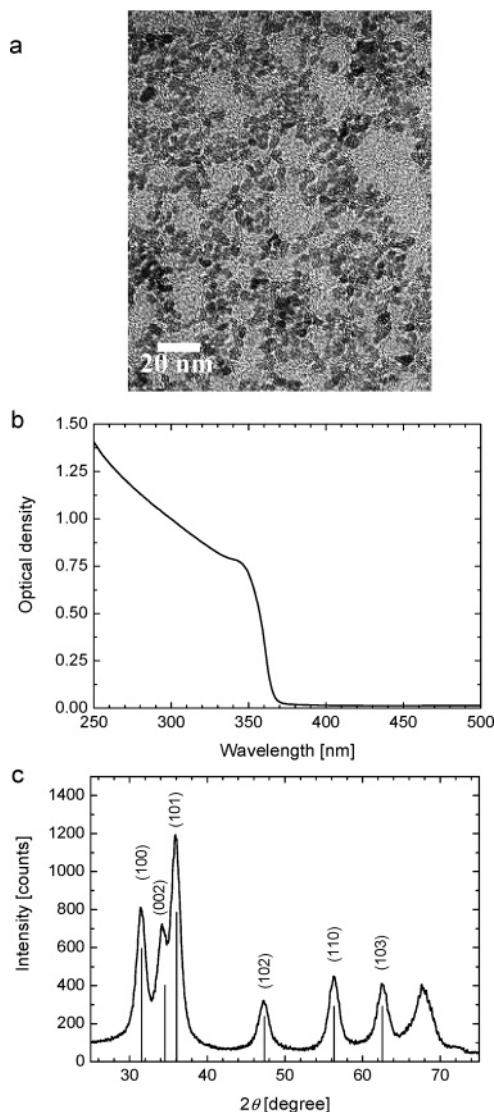 a
20 nm
b
1.50
1.25
1.00
0.75
0.50
0.25
0.00
Optical density
250 300 350 400 450 500
Wavelength [nm]
c
1400
1200
1000
800
600
400
200
0
Intensity [counts]
(100)
(002)
(101)
(102)
(110)
(103)
30 40 50 60 70
2θ [degree]